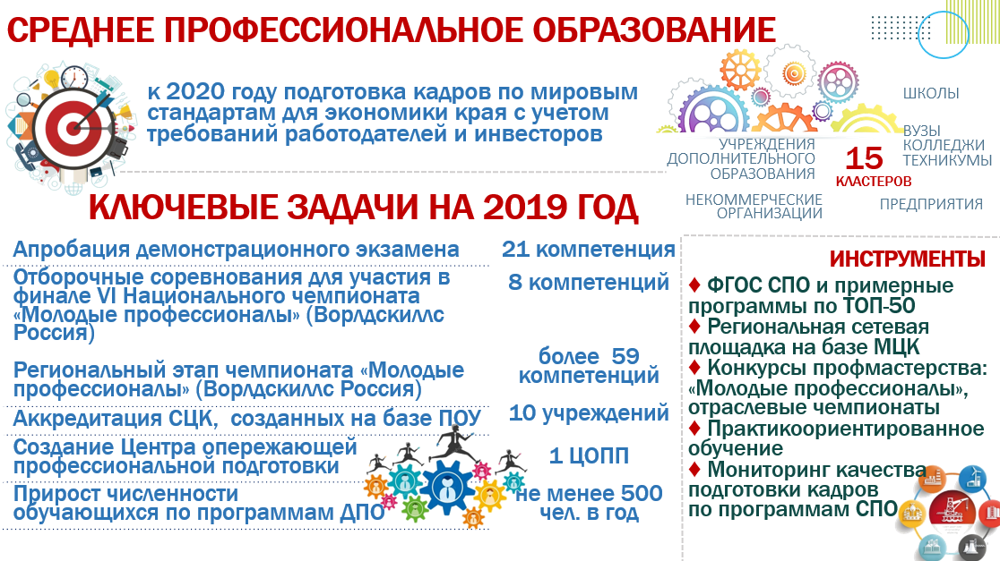 СРЕДНЕЕ ПРОФЕССИОНАЛЬНОЕ ОБРАЗОВАНИЕ
к 2020 году подготовка кадров по мировым
стандартам для экономики края с учетом
требований работодателей и инвесторов
ШКОЛЫ
ВУЗЫ
КОЛЛЕДЖИ
ТЕХНИКУМЫ
УЧРЕЖДЕНИЯ
ДОПОЛНИТЕЛЬНОГО
ОБРАЗОВАНИЯ
15
КЛАСТЕРОВ
НЕКОММЕРЧЕСКИЕ
ОРГАНИЗАЦИИ
ПРЕДПРИЯТИЯ
КЛЮЧЕВЫЕ ЗАДАЧИ НА 2019 ГОД
Апробация демонстрационного экзамена
21 компетенция
Отборочные соревнования для участия в
финале VI Национального чемпионата
«Молодые профессионалы» (Ворлдскиллс
Россия)
8 компетенций
Региональный этап чемпионата «Молодые
профессионалы» (Ворлдскиллс Россия)
более 59
компетенций
Аккредитация СЦК, созданных на базе ПОУ
10 учреждений
Создание Центра опережающей
профессиональной подготовки
1 ЦОПП
Прирост численности
обучающихся по программам ДПО
не менее 500
чел. в год
ИНСТРУМЕНТЫ
♦ ФГОС СПО и примерные
программы по ТОП-50
♦ Региональная сетевая
площадка на базе МЦК
♦ Конкурсы профмастерства:
«Молодые профессионалы»,
отраслевые чемпионаты
♦ Практикоориентированное
обучение
♦ Мониторинг качества
подготовки кадров
по программам СПО